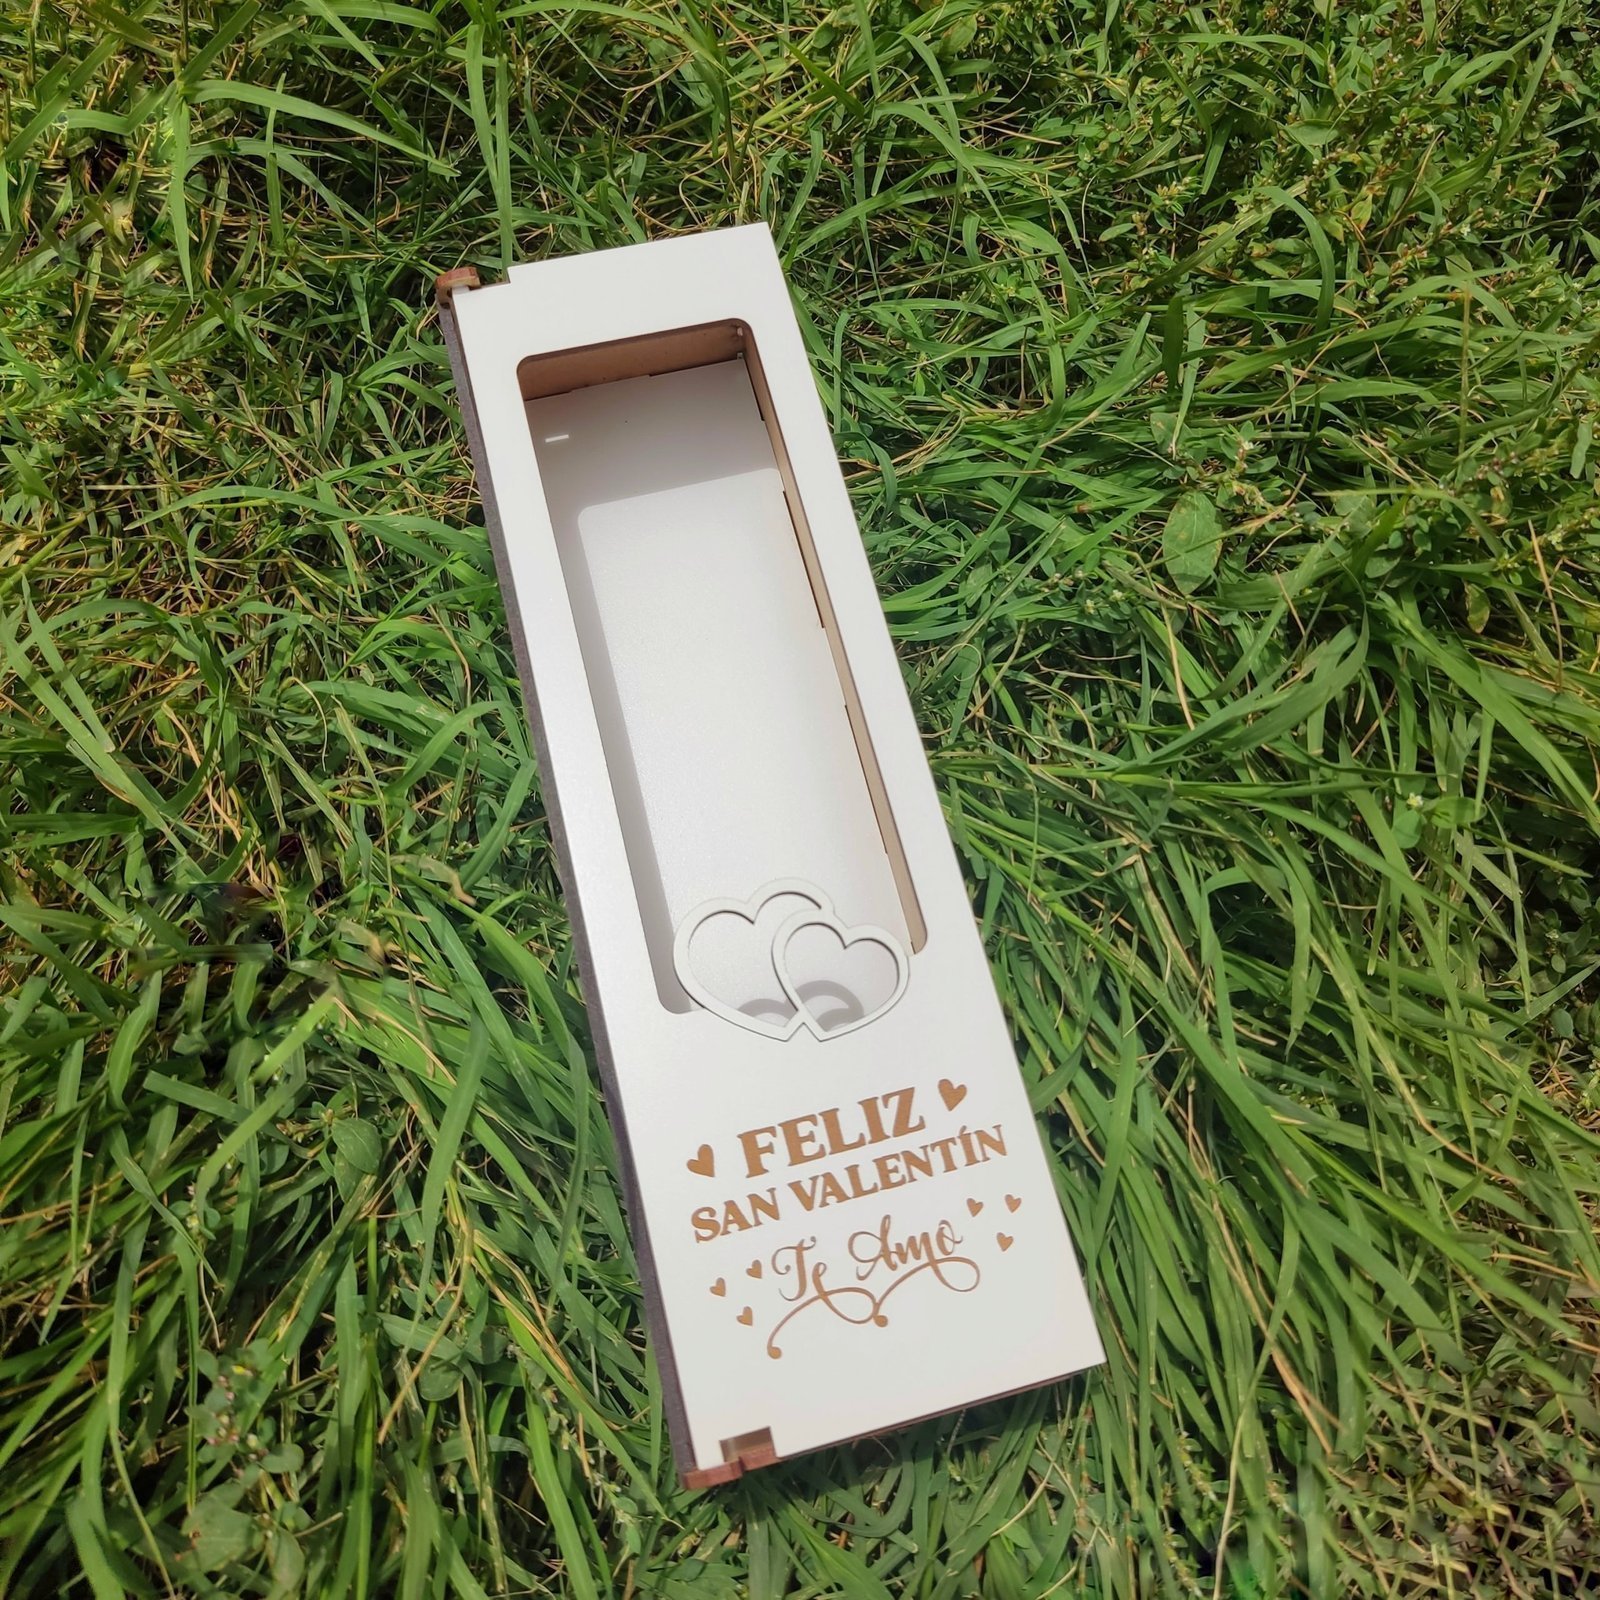 FELIZ
SAN VALENTÍN
Te Amo